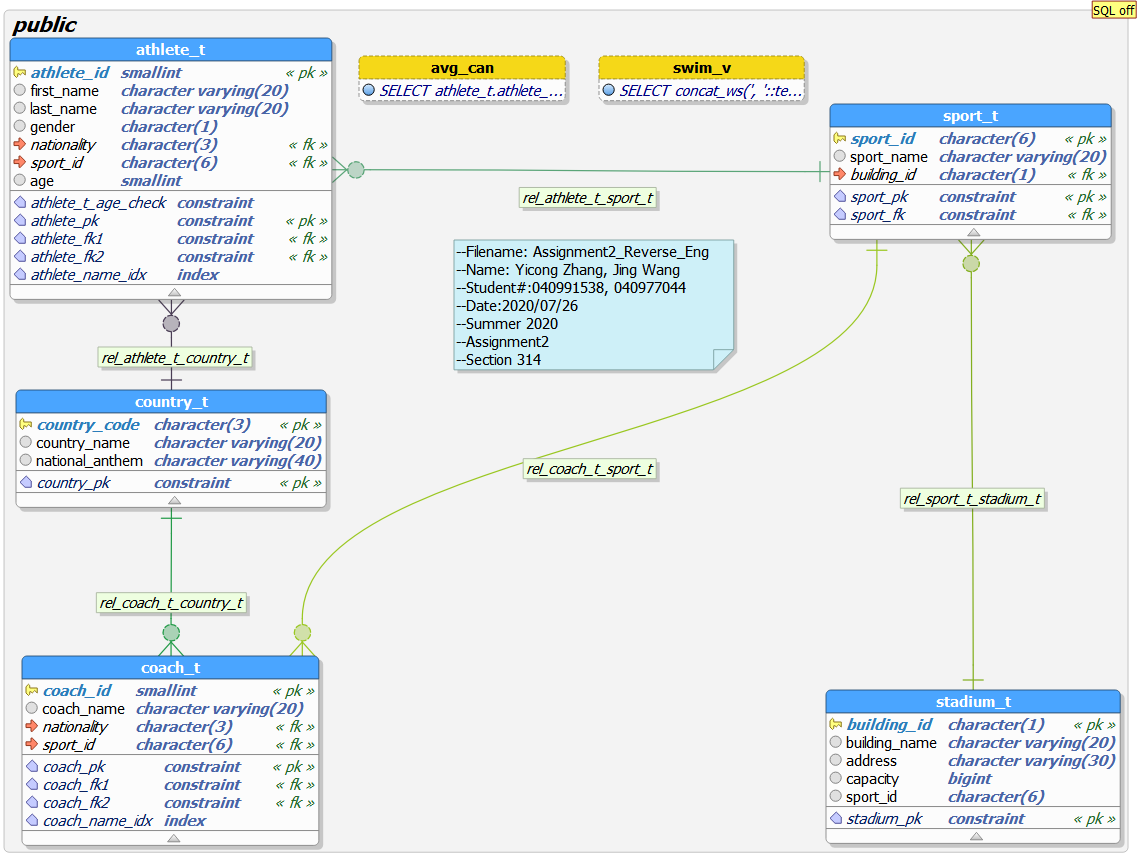 SQL off
public
athlete_t
athlete_id smallint « pk »
first_name character varying(20)
last_name character varying(20)
gender character(1)
nationality character(3) « fk »
sport_id character(6) « fk »
age smallint
athlete_t_age_check constraint
athlete_pk constraint « pk »
athlete_fk1 constraint « fk »
athlete_fk2 constraint « fk »
athlete_name_idx index
avg_can
SELECT athlete_t.athlete_...
swim_v
SELECT concat_ws(', '::te...
sport_t
sport_id character(6) « pk »
sport_name character varying(20)
building_id character(1) « fk »
sport_pk constraint « pk »
sport_fk constraint « fk »
rel_athlete_t_sport_t
--Filename: Assignment2_Reverse_Eng
--Name: Yicong Zhang, Jing Wang
--Student#:040991538, 040977044
--Date:2020/07/26
--Summer 2020
--Assignment2
--Section 314
rel_athlete_t_country_t
country_t
country_code character(3) « pk »
country_name character varying(20)
national_anthem character varying(40)
country_pk constraint « pk »
rel_coach_t_sport_t
rel_sport_t_stadium_t
rel_coach_t_country_t
coach_t
coach_id smallint « pk »
coach_name character varying(20)
nationality character(3) « fk »
sport_id character(6) « fk »
coach_pk constraint « pk »
coach_fk1 constraint « fk »
coach_fk2 constraint « fk »
coach_name_idx index
stadium_t
building_id character(1) « pk »
building_name character varying(20)
address character varying(30)
capacity bigint
sport_id character(6)
stadium_pk constraint « pk »